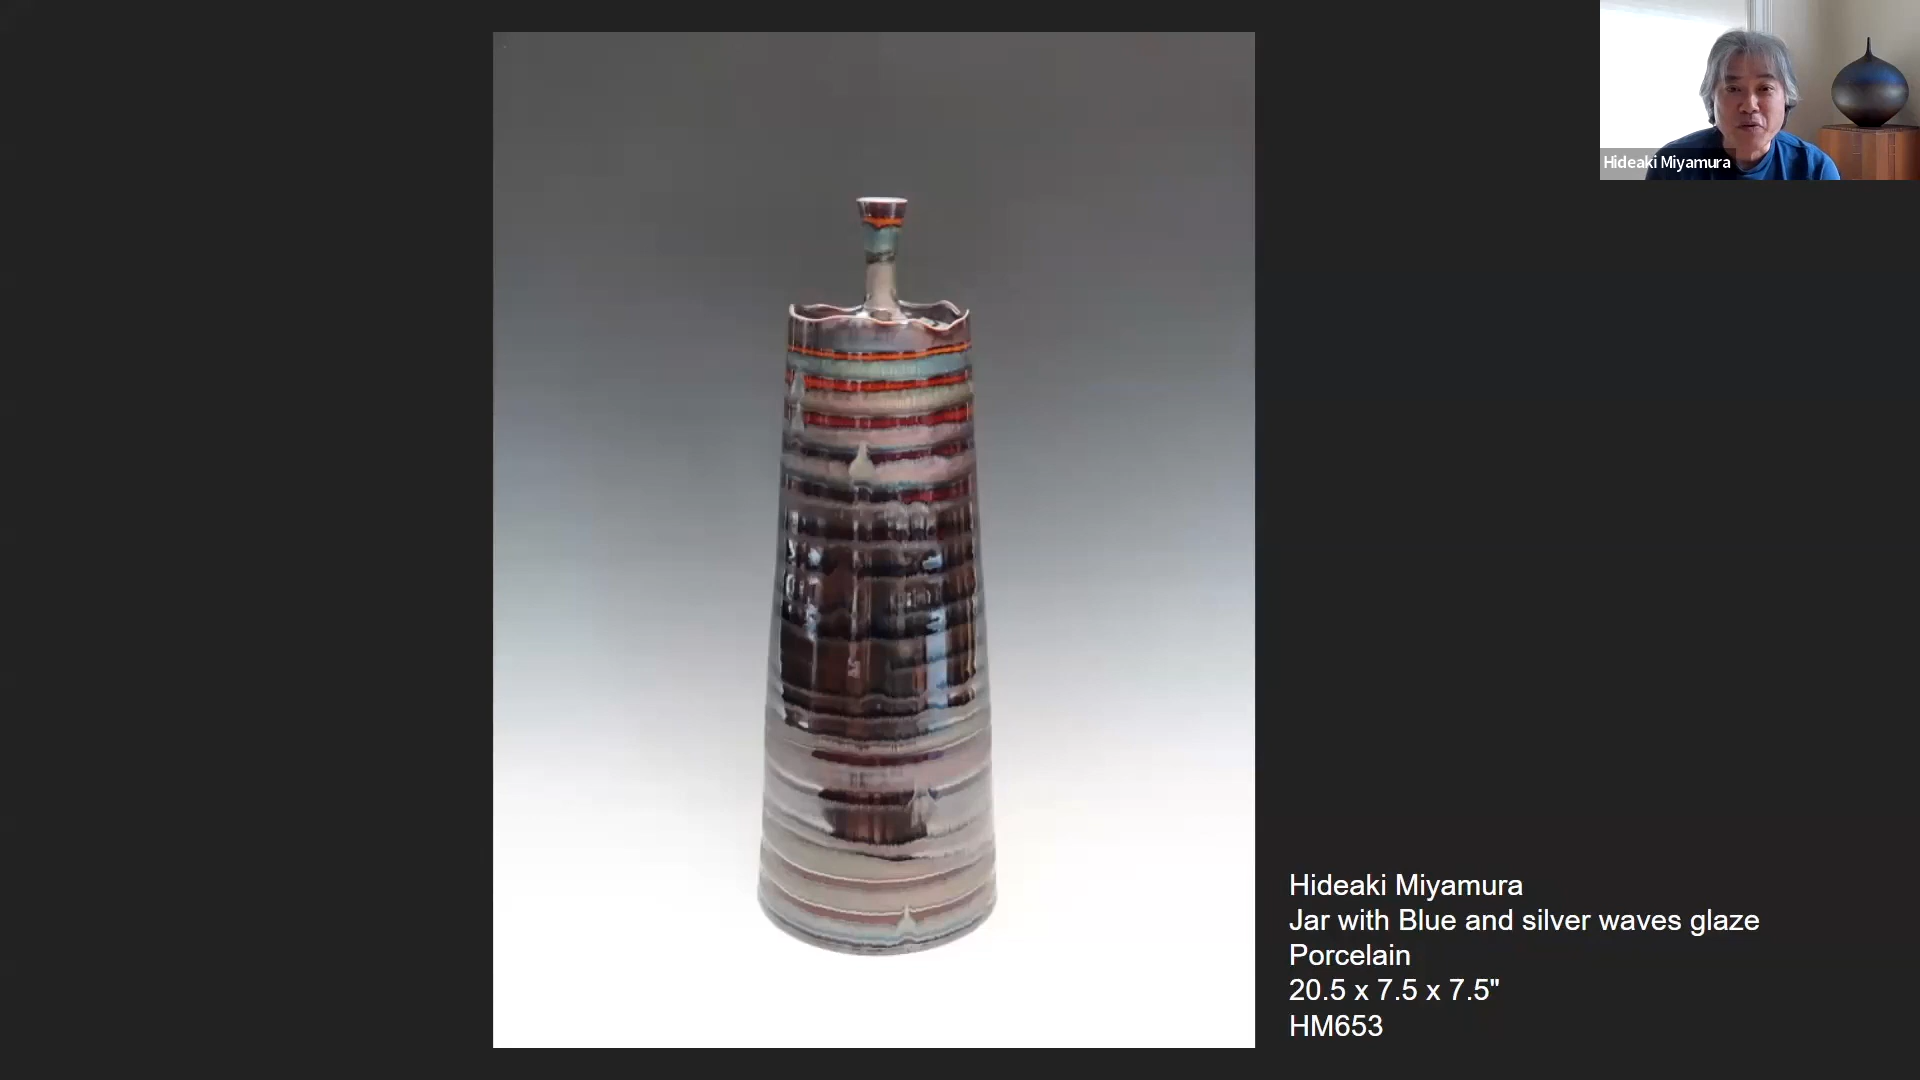 Hideaki Miyamura
Hideaki Miyamura
Jar with Blue and silver waves glaze
Porcelain
20.5 x 7.5 x 7.5"
HM653